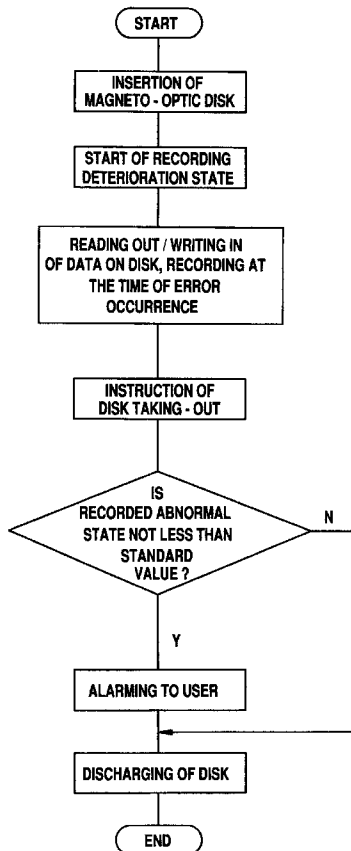 START
INSERTION OF
MAGNETO - OPTIC DISK
START OF RECORDING
DETERIORATION STATE
READING OUT / WRITING IN
OF DATA ON DISK, RECORDING AT
THE TIME OF ERROR
OCCURRENCE
INSTRUCTION OF
DISK TAKING - OUT
IS
RECORDED ABNORMAL
STATE NOT LESS THAN
STANDARD
VALUE ?
N
Y
ALARMING TO USER
DISCHARGING OF DISK
END